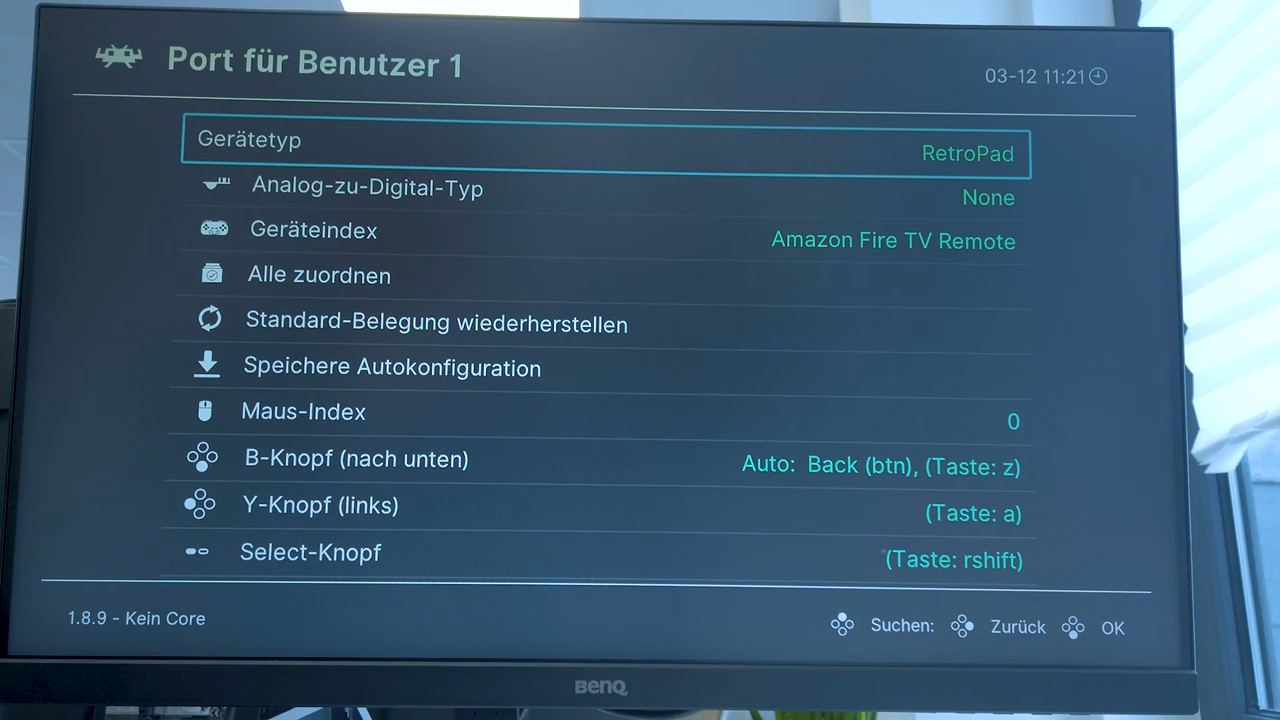 Port für Benutzer 1
03-12 11:21
Gerätetyp RetroPad
Analog-zu-Digital-Typ None
Geräteindex Amazon Fire TV Remote
Alle zuordnen
Standard-Belegung wiederherstellen
Speichere Autokonfiguration
Maus-Index 0
B-Knopf (nach unten) Auto: Back (btn), (Taste: z)
Y-Knopf (links) (Taste: a)
Select-Knopf (Taste: rshift)
1.8.9 - Kein Core Suchen: Zurück OK
BenQ